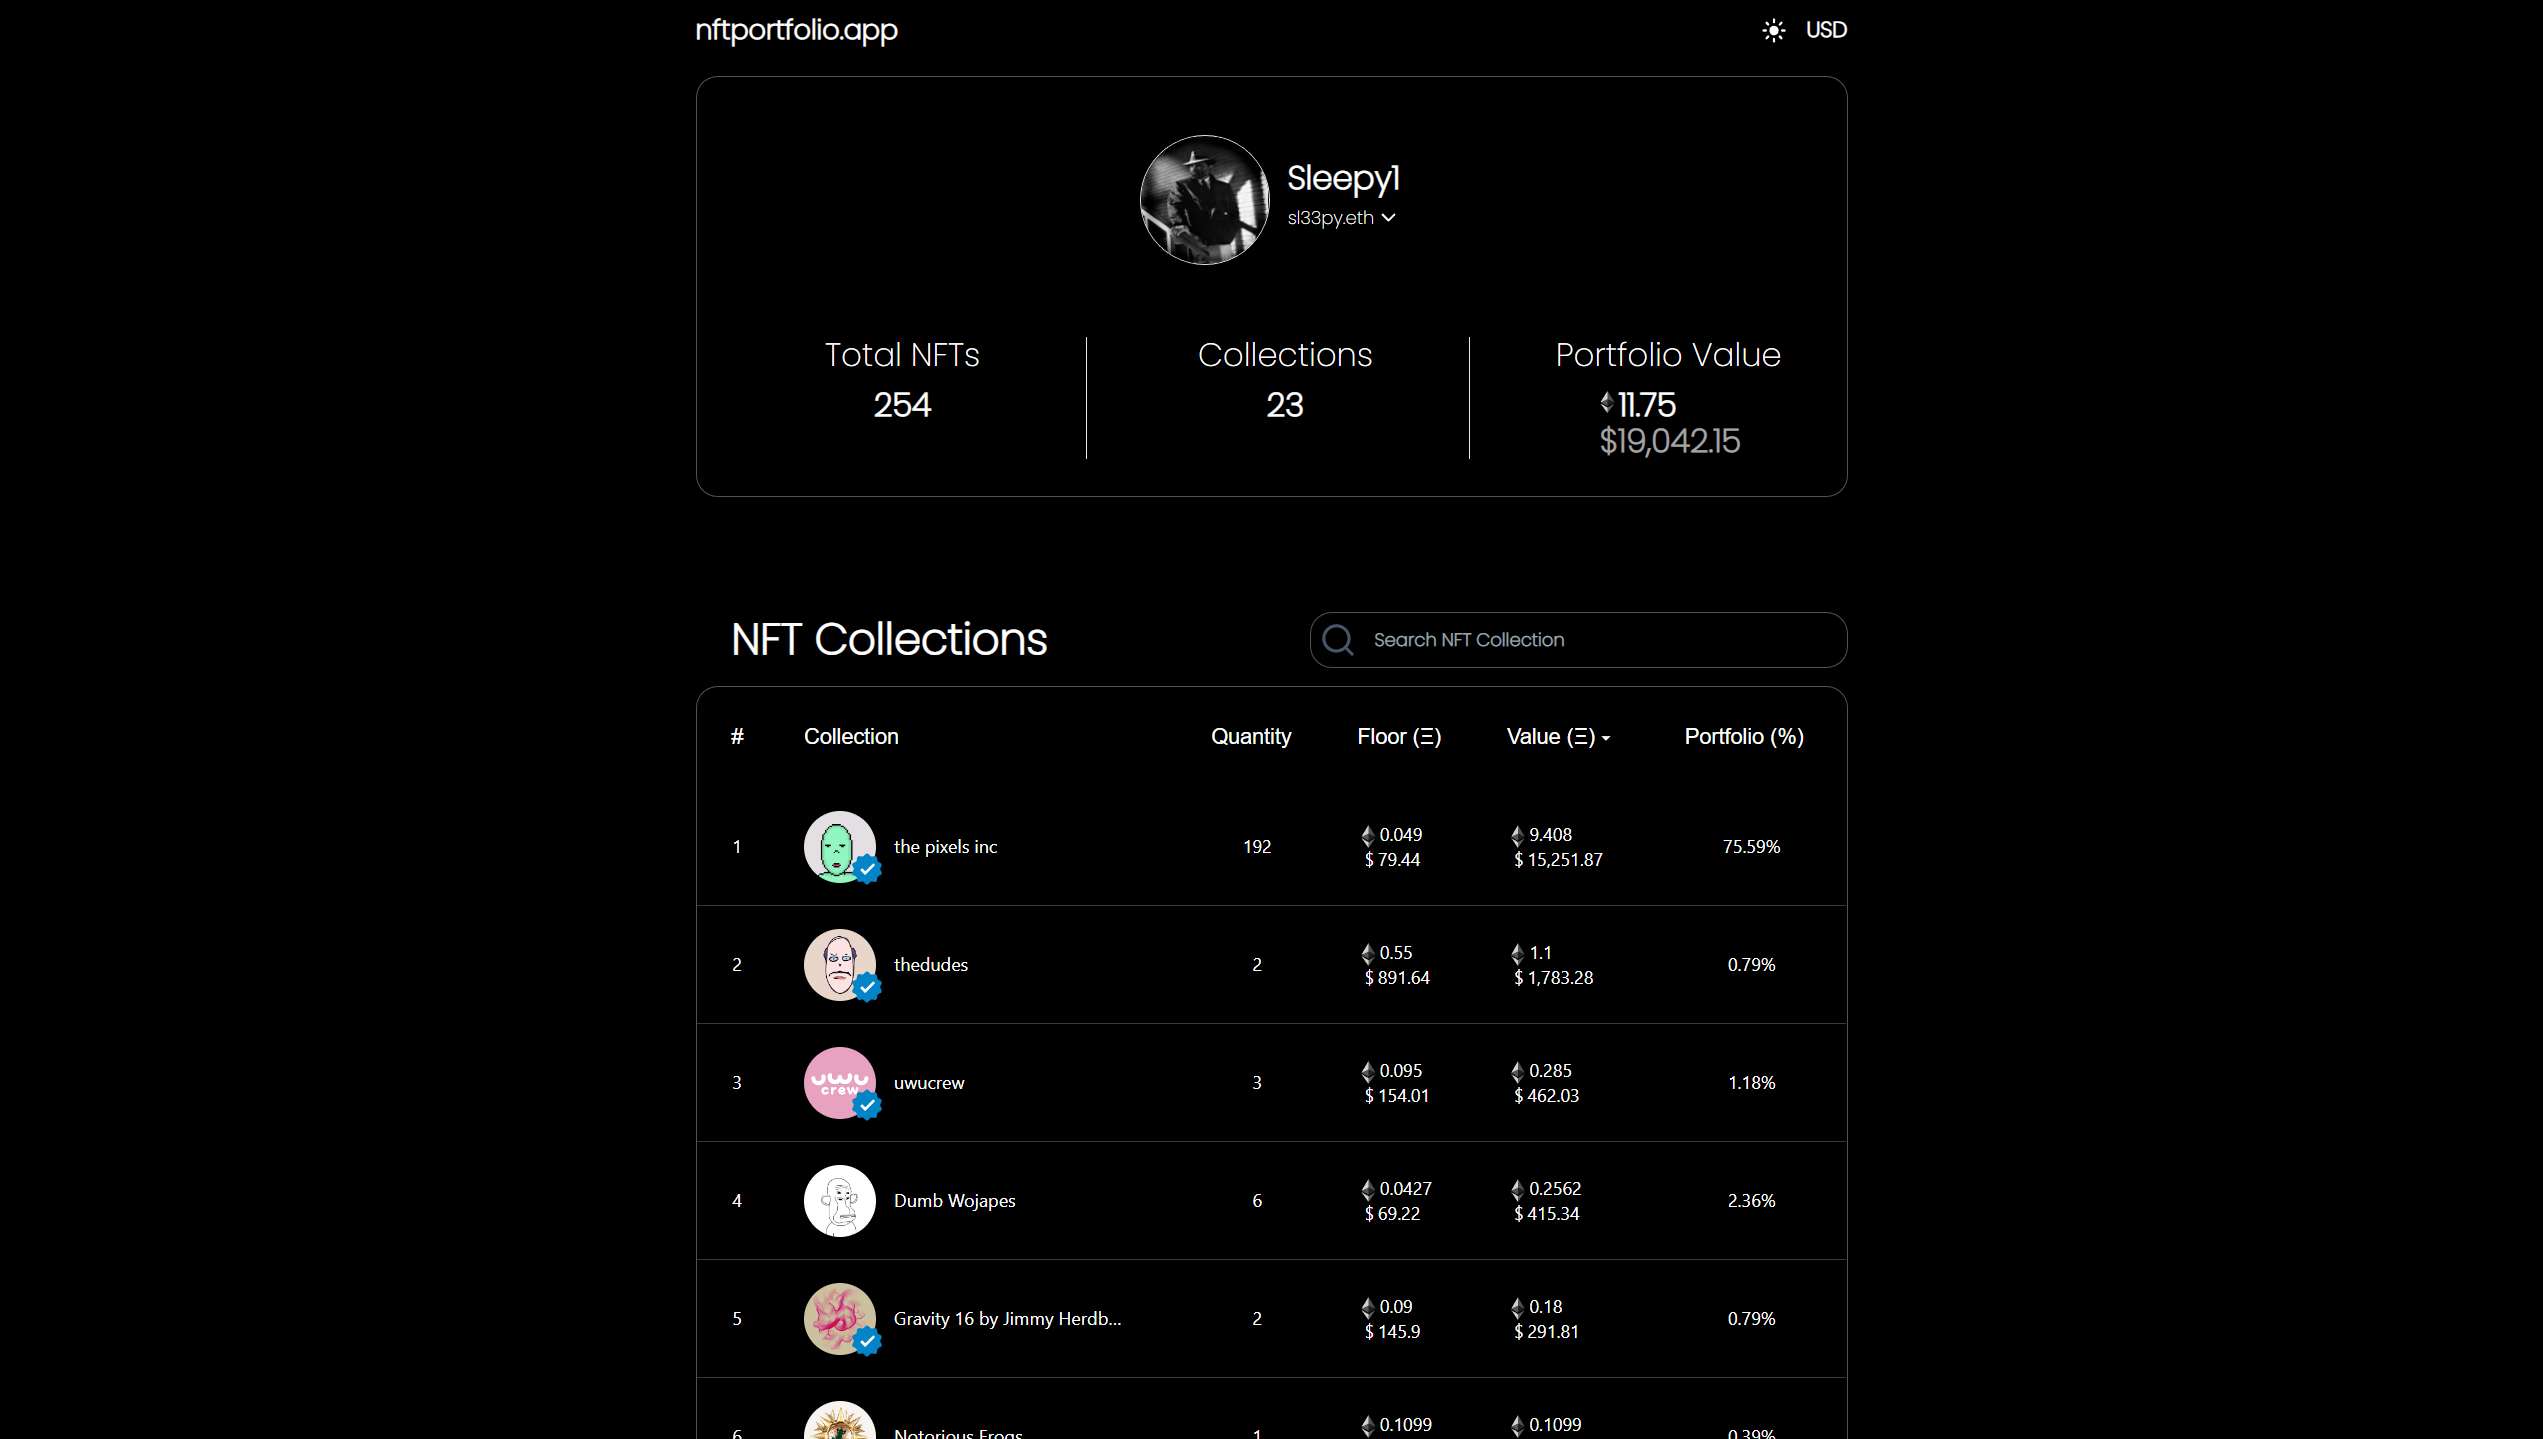 nftportfolio.app
USD
Sleepy1
sl33py.eth
Total NFTs
254
Collections
23
Portfolio Value
11.75
$19,042.15
NFT Collections
Search NFT Collection
# Collection Quantity Floor (Ξ) Value (Ξ) Portfolio (%)
1 the pixels inc 192 0.049 9.408 75.59%
$ 79.44 $ 15,251.87
2 thedudes 2 0.55 1.1 0.79%
$ 891.64 $ 1,783.28
uwu
crew
3 uwucrew 3 0.095 0.285 1.18%
$ 154.01 $ 462.03
4 Dumb Wojapes 6 0.0427 0.2562 2.36%
$ 69.22 $ 415.34
5 Gravity 16 by Jimmy Herdb... 2 0.09 0.18 0.79%
$ 145.9 $ 291.81
6 Notorious Frogs 1 0.1099 0.1099 0.39%